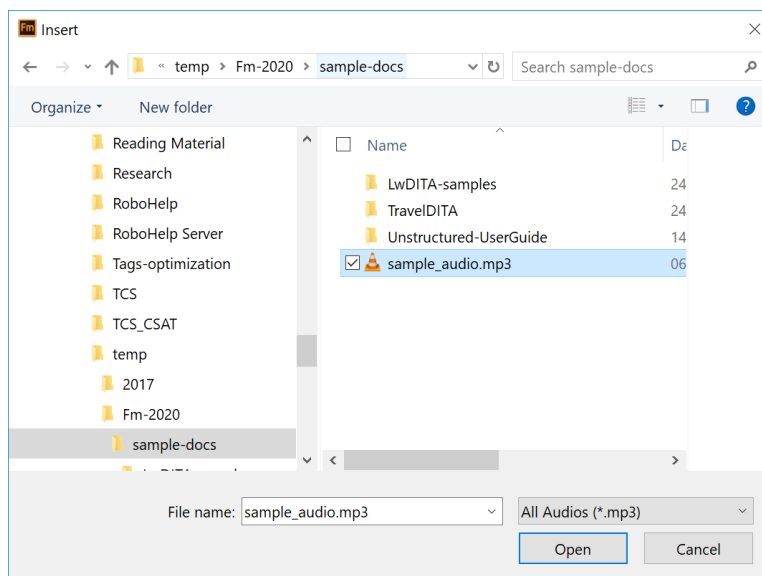 Fm Insert
« temp > Fm-2020 > sample-docs
Search sample-docs
Organize
New folder
?
Reading Material
Research
RoboHelp
RoboHelp Server
Tags-optimization
TCS
TCS_CSAT
temp
2017
Fm-2020
sample-docs
Name
LwDITA-samples 24
TravelDITA 24
Unstructured-UserGuide 14
sample_audio.mp3 06
File name: sample_audio.mp3
All Audios (*.mp3)
Open
Cancel